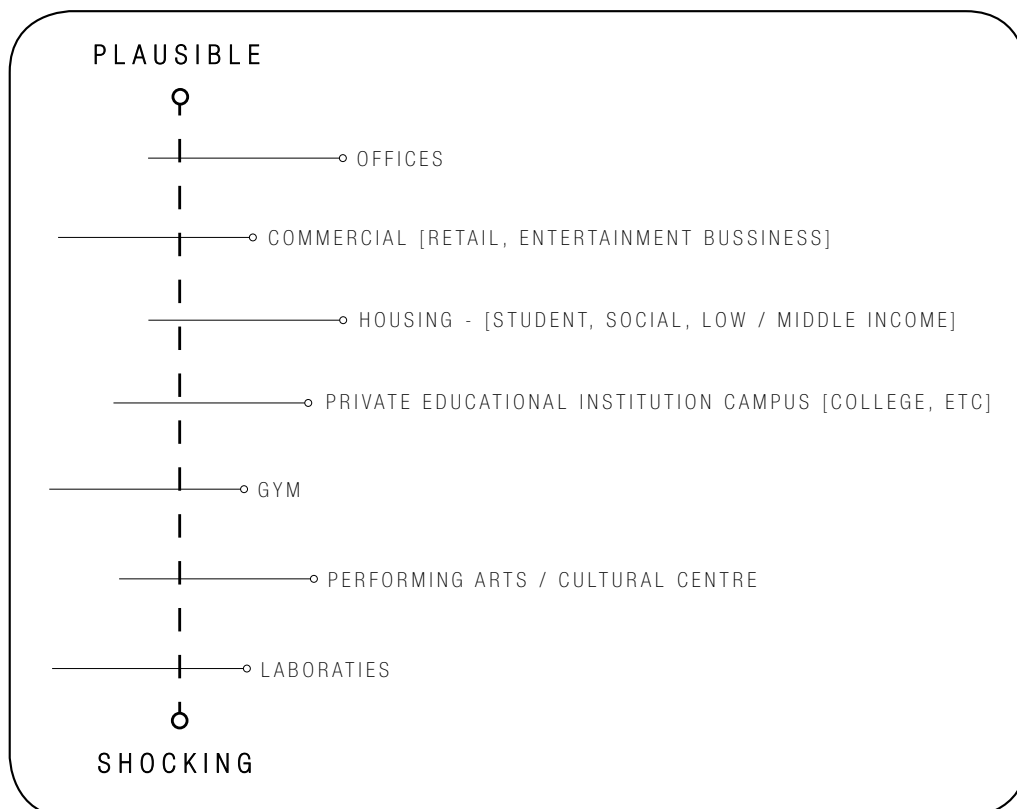 PLAUSIBLE
OFFICES
COMMERCIAL [RETAIL, ENTERTAINMENT BUSSINESS]
HOUSING - [STUDENT, SOCIAL, LOW / MIDDLE INCOME]
PRIVATE EDUCATIONAL INSTITUTION CAMPUS [COLLEGE, ETC]
GYM
PERFORMING ARTS / CULTURAL CENTRE
LABORATIES
SHOCKING